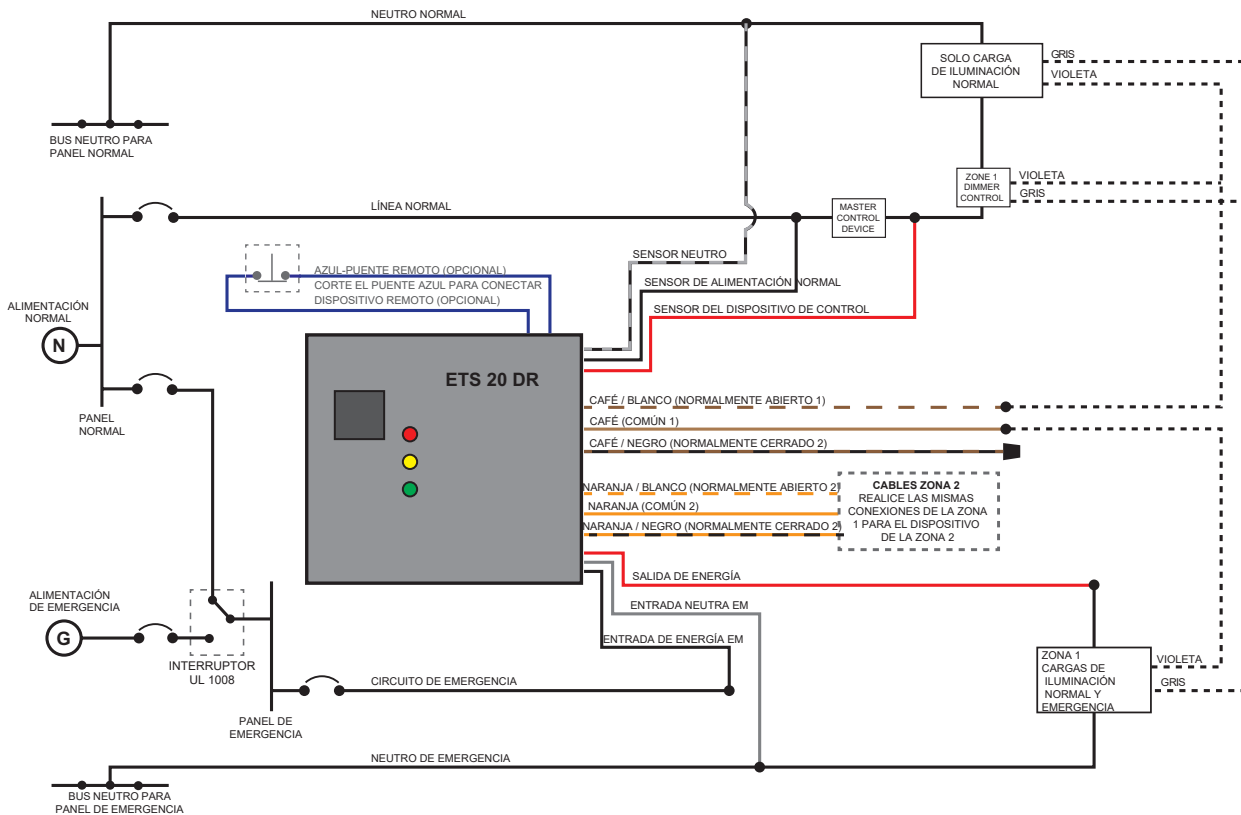 NEUTRO NORMAL
SOLO CARGA
DE ILUMINACIÓN
NORMAL
GRIS
VIOLETA
BUS NEUTRO PARA
PANEL NORMAL
ZONE 1
DIMMER
CONTROL
VIOLETA
GRIS
LÍNEA NORMAL
MASTER
CONTROL
DEVICE
SENSOR NEUTRO
AZUL-PUENTE REMOTO (OPCIONAL)
CORTE EL PUENTE AZUL PARA CONECTAR
DISPOSITIVO REMOTO (OPCIONAL)
SENSOR DE ALIMENTACIÓN NORMAL
SENSOR DEL DISPOSITIVO DE CONTROL
ALIMENTACIÓN
NORMAL
N
PANEL
NORMAL
ETS 20 DR
CAFÉ / BLANCO (NORMALMENTE ABIERTO 1)
CAFÉ (COMÚN 1)
CAFÉ / NEGRO (NORMALMENTE CERRADO 2)
NARANJA / BLANCO (NORMALMENTE ABIERTO 2)
NARANJA (COMÚN 2)
NARANJA / NEGRO (NORMALMENTE CERRADO 2)
CABLES ZONA 2
REALICE LAS MISMAS
CONEXIONES DE LA ZONA
1 PARA EL DISPOSITIVO
DE LA ZONA 2
SALIDA DE ENERGÍA
ENTRADA NEUTRA EM
ENTRADA DE ENERGÍA EM
ALIMENTACIÓN
DE EMERGENCIA
G
INTERRUPTOR
UL 1008
CIRCUITO DE EMERGENCIA
PANEL DE
EMERGENCIA
ZONA 1
CARGAS DE
ILUMINACIÓN
NORMAL Y
EMERGENCIA
VIOLETA
GRIS
NEUTRO DE EMERGENCIA
BUS NEUTRO PARA
PANEL DE EMERGENCIA